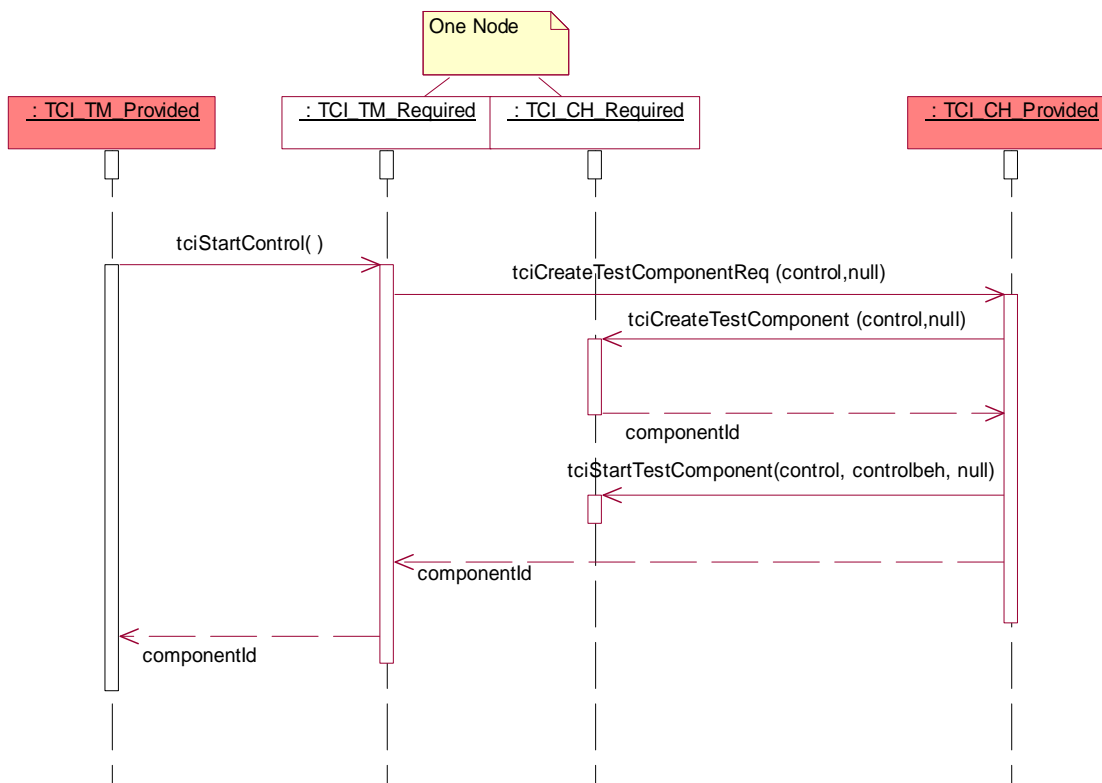 One Node
: TCI_TM_Provided
: TCI_TM_Required
: TCI_CH_Required
: TCI_CH_Provided
tciStartControl( )
tciCreateTestComponentReq (control,null)
tciCreateTestComponent (control,null)
componentId
tciStartTestComponent(control, controlbeh, null)
componentId
componentId